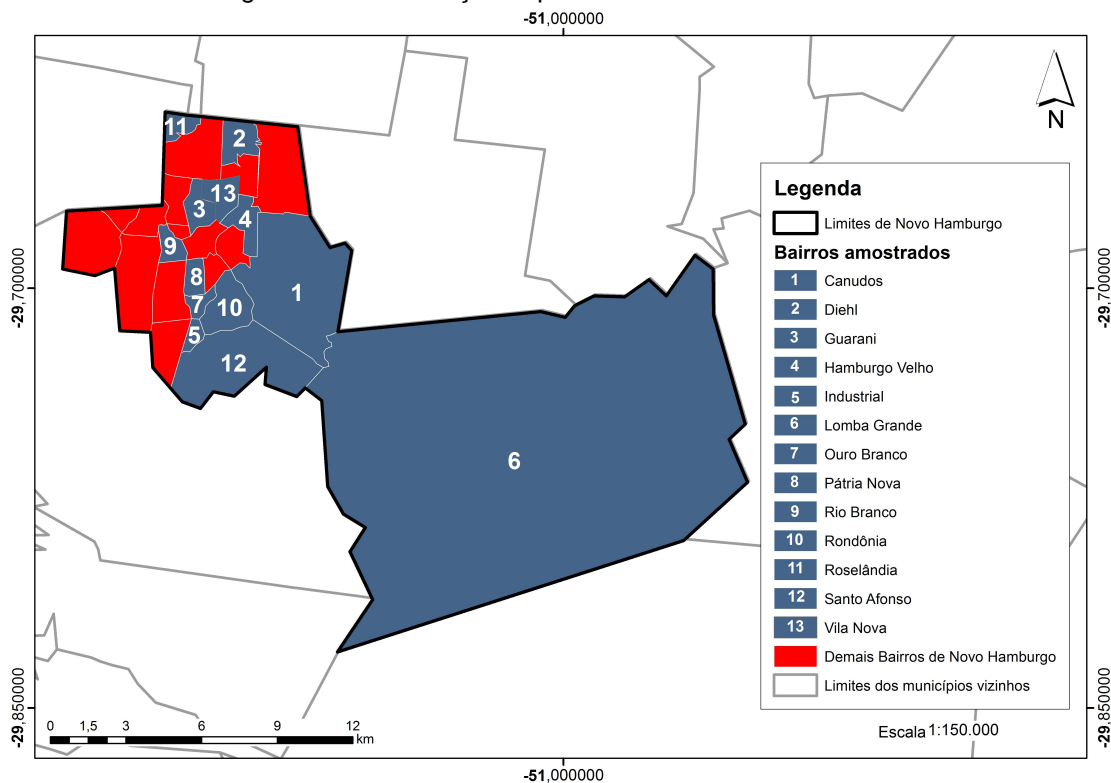 -51,000000
N
11
2
13
3
4
9
8
1
7
10
5
12
6
-29,700000
-29,700000
Legenda
Limites de Novo Hamburgo
Bairros amostrados
1 Canudos
2 Diehl
3 Guarani
4 Hamburgo Velho
5 Industrial
6 Lomba Grande
7 Ouro Branco
8 Pátria Nova
9 Rio Branco
10 Rondônia
11 Roselândia
12 Santo Afonso
13 Vila Nova
Demais Bairros de Novo Hamburgo
Limites dos municípios vizinhos
-29,850000
-29,850000
0 1,5 3 6 9 12
km
Escala 1:150.000
-51,000000